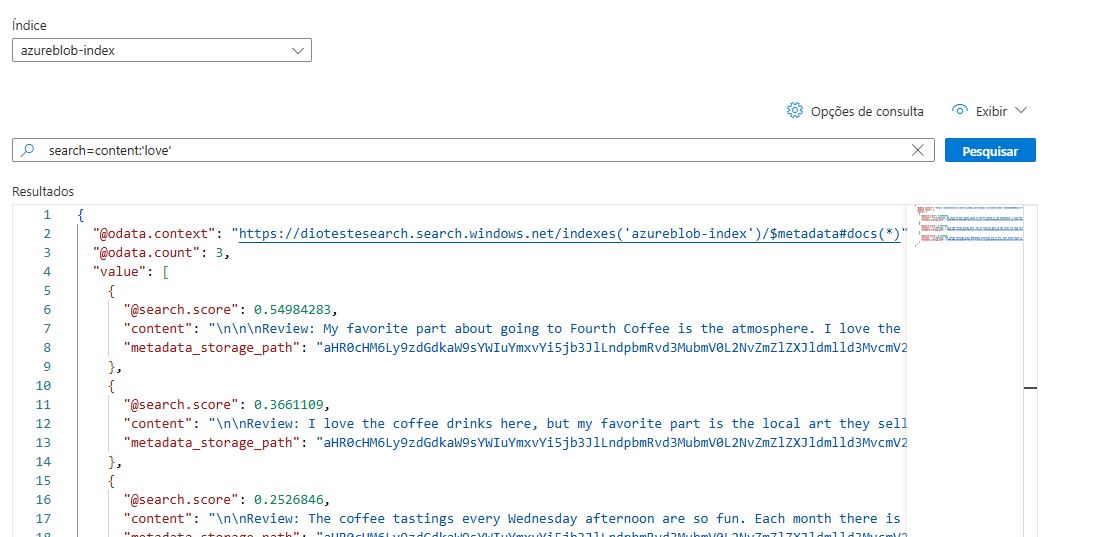 Índice
azureblob-index
Opções de consulta Exibir
search=content:'love' Pesquisar
Resultados
1 {
2 "@odata.context": "https://diotestesearch.search.windows.net/indexes('azureblob-index')/$metadata#docs(*)"
3 "@odata.count": 3,
4 "value": [
5 {
6 "@search.score": 0.54984283,
7 "content": "\n\n\nReview: My favorite part about going to Fourth Coffee is the atmosphere. I love the
8 "metadata_storage_path": "aHR0cHM6Ly9zdGdkaW9sYWIuYmxvYi5jb3JlLndpbmRvd3MubmV0L2NvZmZlZXJldmlld3MvcmV2
9 },
10 {
11 "@search.score": 0.3661109,
12 "content": "\n\nReview: I love the coffee drinks here, but my favorite part is the local art they sell
13 "metadata_storage_path": "aHR0cHM6Ly9zdGdkaW9sYWIuYmxvYi5jb3JlLndpbmRvd3MubmV0L2NvZmZlZXJldmlld3MvcmV2
14 },
15 {
16 "@search.score": 0.2526846,
17 "content": "\n\nReview: The coffee tastings every Wednesday afternoon are so fun. Each month there is